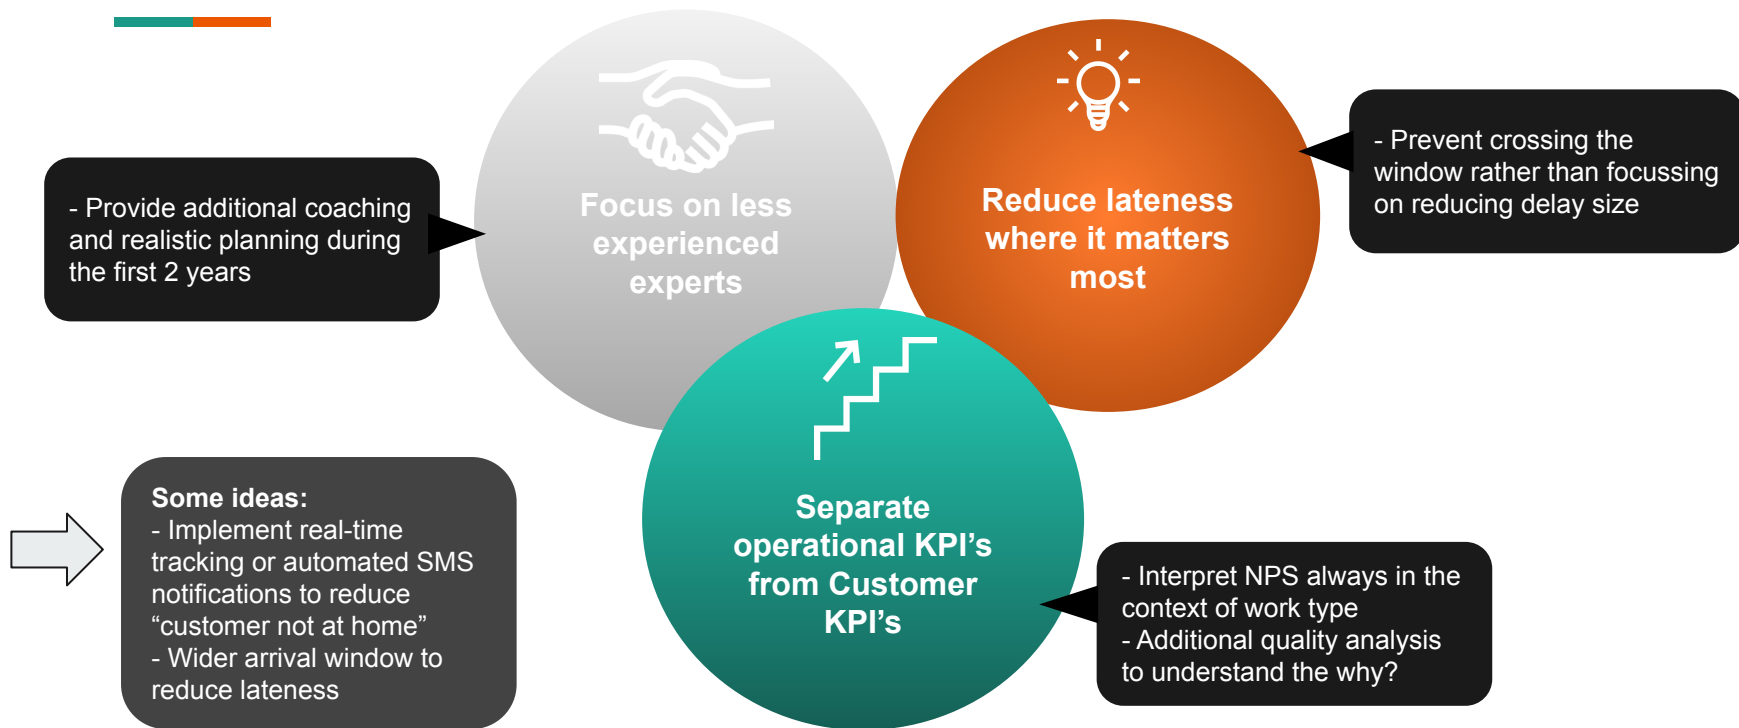 Focus on less
experienced
experts
Reduce lateness
where it matters
most
- Prevent crossing the
window rather than focussing
on reducing delay size
- Provide additional coaching
and realistic planning during
the first 2 years
Separate
operational KPI’s
from Customer
KPI’s
Some ideas:
- Implement real-time
tracking or automated SMS
notifications to reduce
“customer not at home”
- Wider arrival window to
reduce lateness
- Interpret NPS always in the
context of work type
- Additional quality analysis
to understand the why?